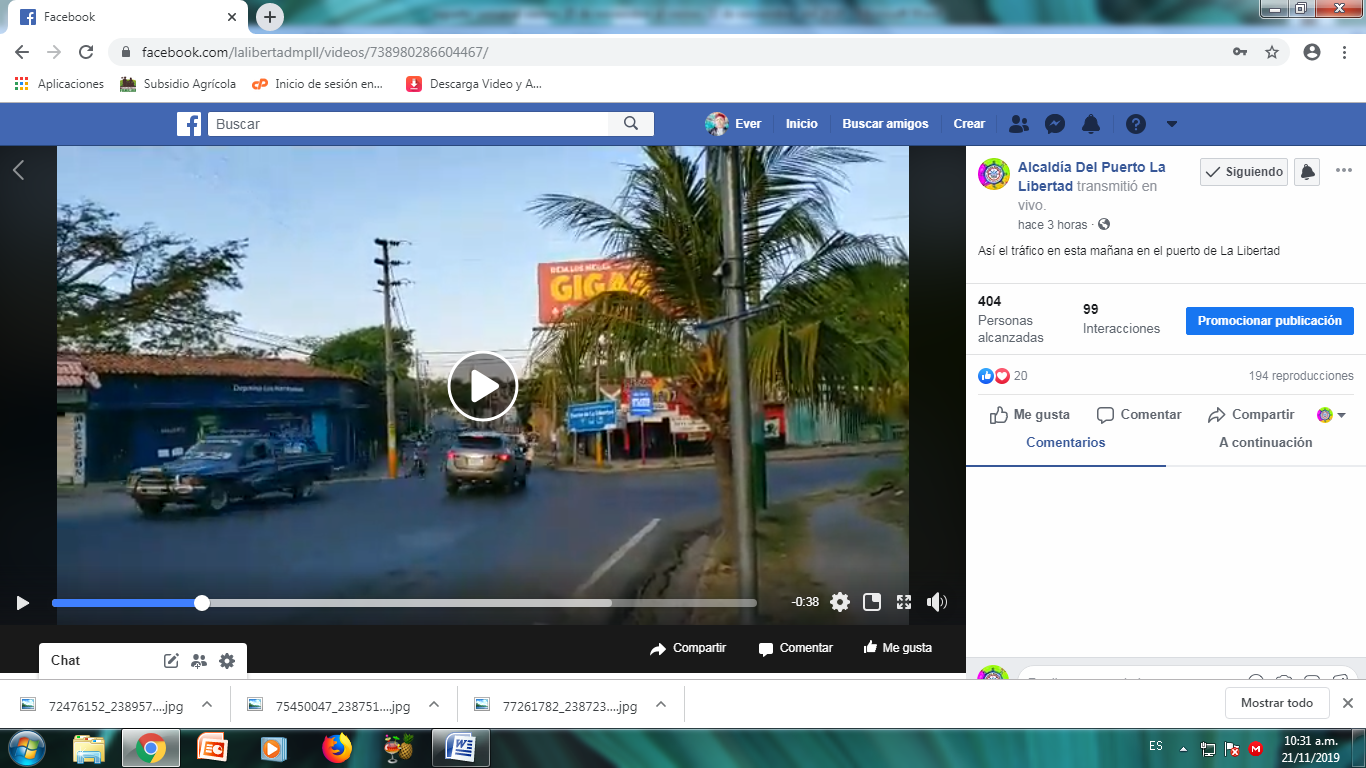 Facebook
facebook.com/lalibertadmpll/videos/738980286604467/
Aplicaciones
Subsidio Agrícola
Inicio de sesión en...
Descarga Video y A...
Buscar
Ever
Inicio
Buscar amigos
Crear
GIGA
-0:38
Compartir
Comentar
Me gusta
Alcaldía Del Puerto La
Libertad transmitió en
vivo.
hace 3 horas ·
Siguiendo
Así el tráfico en esta mañana en el puerto de La Libertad
404
Personas
alcanzadas
99
Interacciones
Promocionar publicación
20
194 reproducciones
Me gusta
Comentar
Compartir
Comentarios
A continuación
Chat
72476152_238957....jpg
75450047_238751....jpg
77261782_238723....jpg
Mostrar todo
ES
10:31 a.m.
21/11/2019